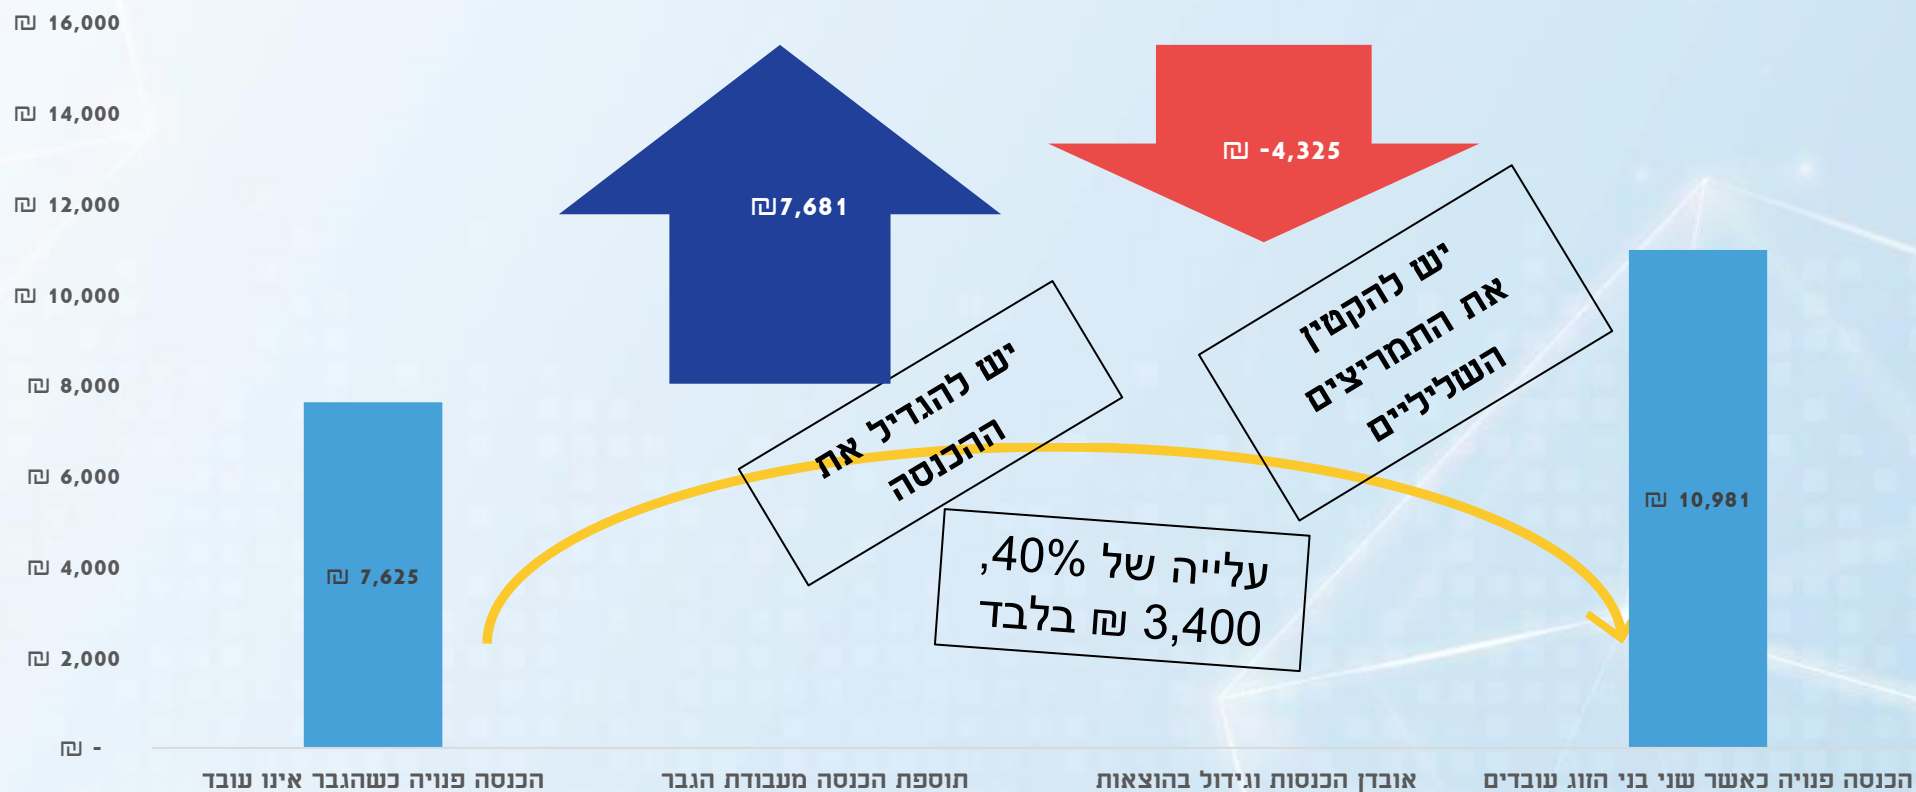 16,000 ₪
14,000 ₪
12,000 ₪
10,000 ₪
8,000 ₪
6,000 ₪
4,000 ₪
2,000 ₪
- ₪
7,625 ₪
7,681₪
-4,325 ₪
10,981 ₪
יש להגדיל את
ההכנסה
יש להקטין
את התמריצים
השליליים
עלייה של 40%,
3,400 ₪ בלבד
הכנסה פנויה כשהגבר אינו עובד
תוספת הכנסה מעבודת הגבר
אובדן הכנסות וגידול בהוצאות
הכנסה פנויה כאשר שני בני הזוג עובדים